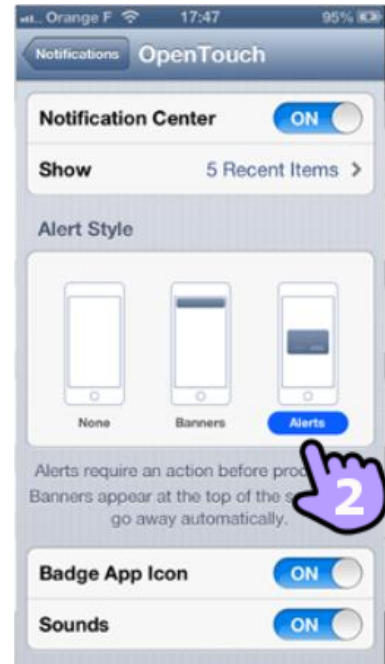 Orange F 17:47 95%
Notifications OpenTouch
Notification Center ON
Show 5 Recent Items >
Alert Style
None Banners Alerts
Alerts require an action before
Banners appear at the top of the
go away automatically.
2
Badge App Icon ON
Sounds ON